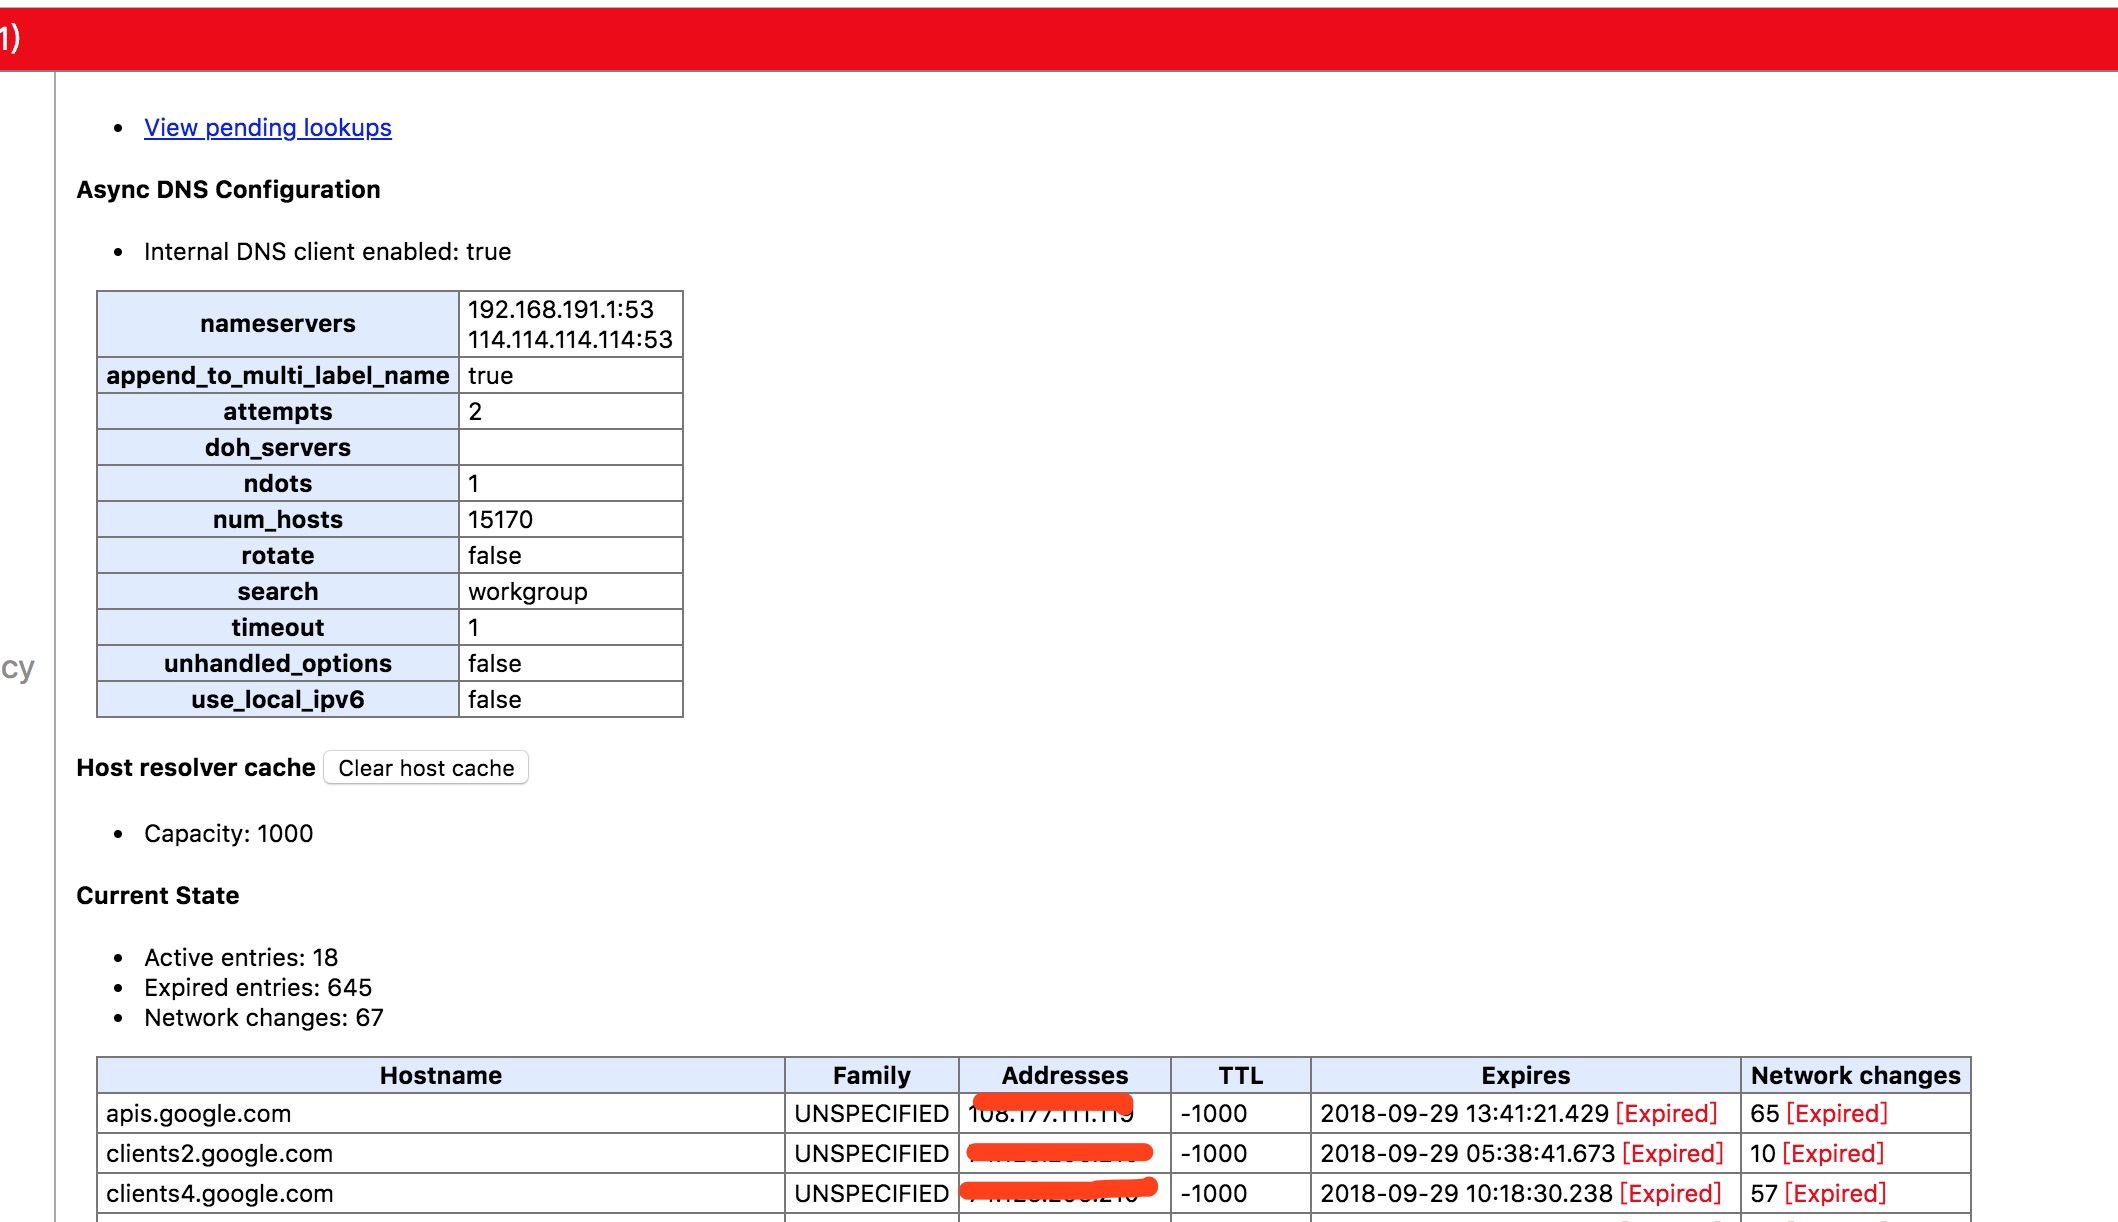 1)
View pending lookups
Async DNS Configuration
Internal DNS client enabled: true
nameservers 192.168.191.1:53
114.114.114.114:53
append_to_multi_label_name true
attempts 2
doh_servers
ndots 1
num_hosts 15170
rotate false
search workgroup
timeout 1
unhandled_options false
cy
use_local_ipv6 false
Host resolver cache Clear host cache
Capacity: 1000
Current State
Active entries: 18
Expired entries: 645
Network changes: 67
Hostname Family Addresses TTL Expires Network changes
apis.google.com UNSPECIFIED -1000 2018-09-29 13:41:21.429 [Expired] 65 [Expired]
clients2.google.com UNSPECIFIED -1000 2018-09-29 05:38:41.673 [Expired] 10 [Expired]
clients4.google.com UNSPECIFIED -1000 2018-09-29 10:18:30.238 [Expired] 57 [Expired]